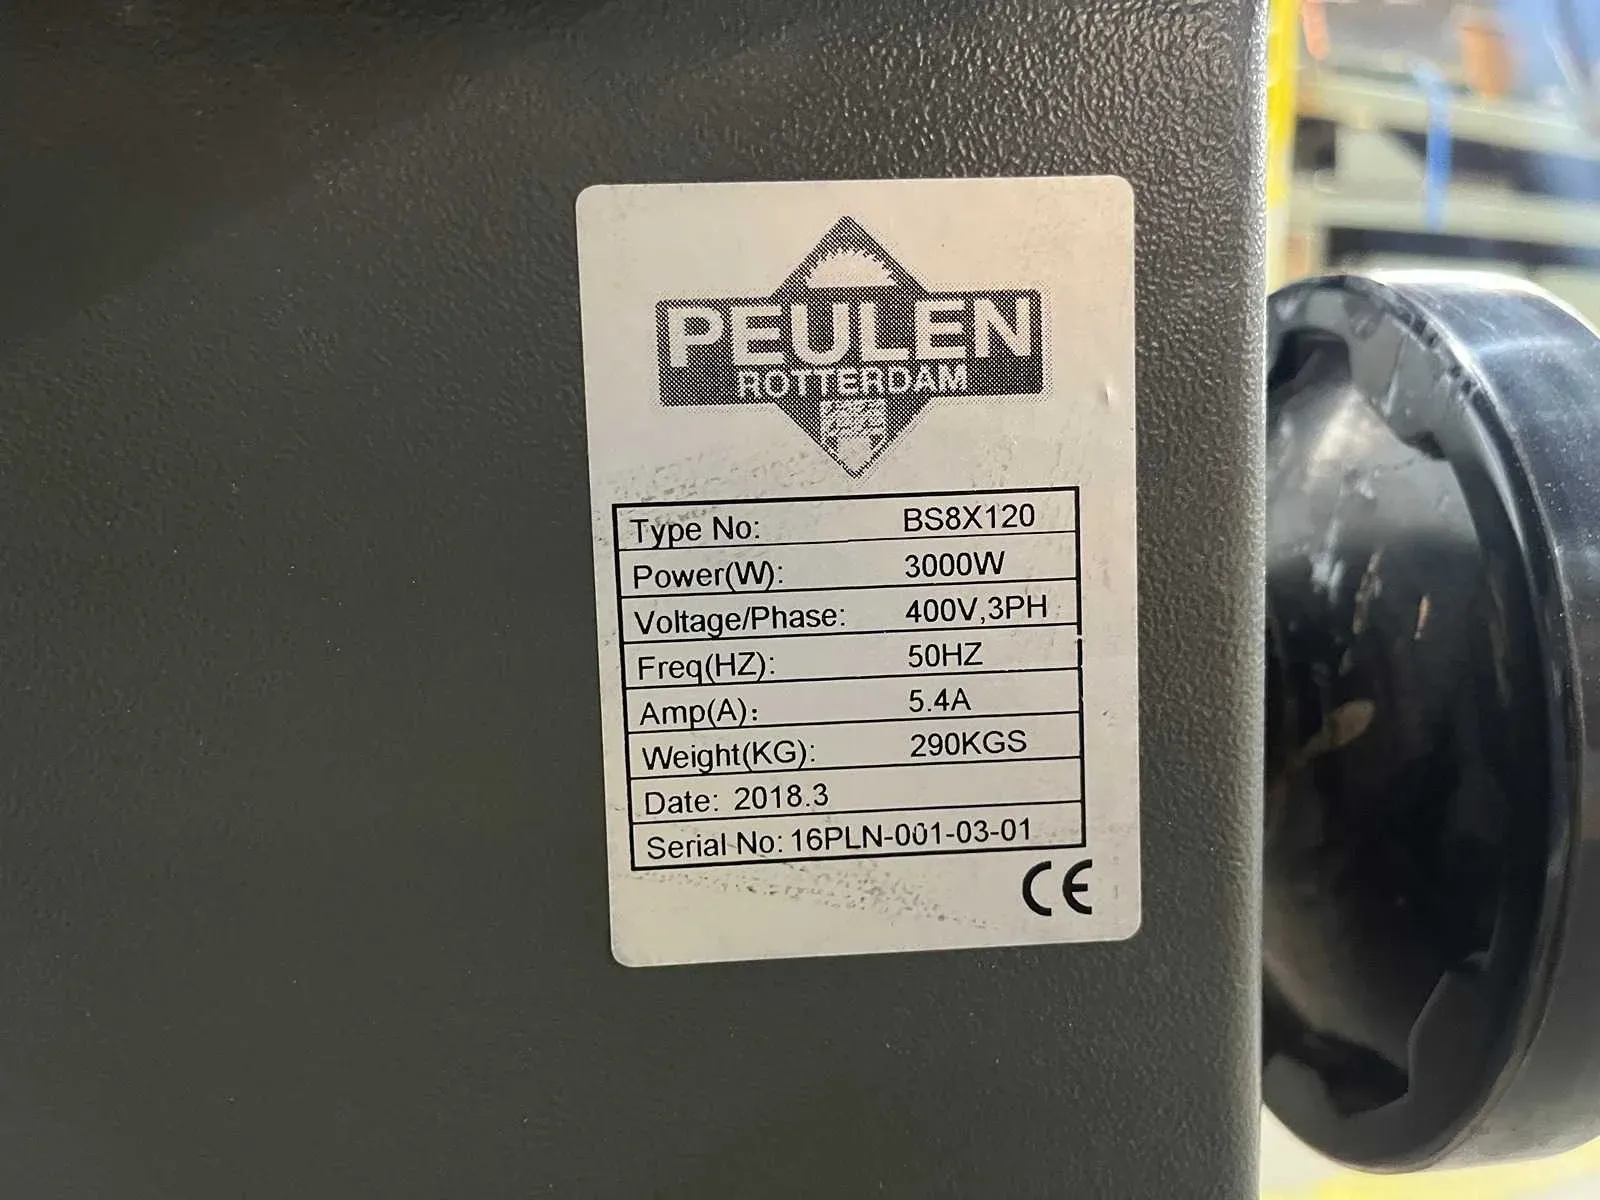 PEULEN
ROTTERDAM
Type No: BS8X120
Power(W): 3000W
Voltage/Phase: 400V,3PH
Freq(HZ): 50HZ
Amp(A): 5.4A
Weight(KG): 290KGS
Date: 2018.3
Serial No: 16PLN-001-03-01
CE